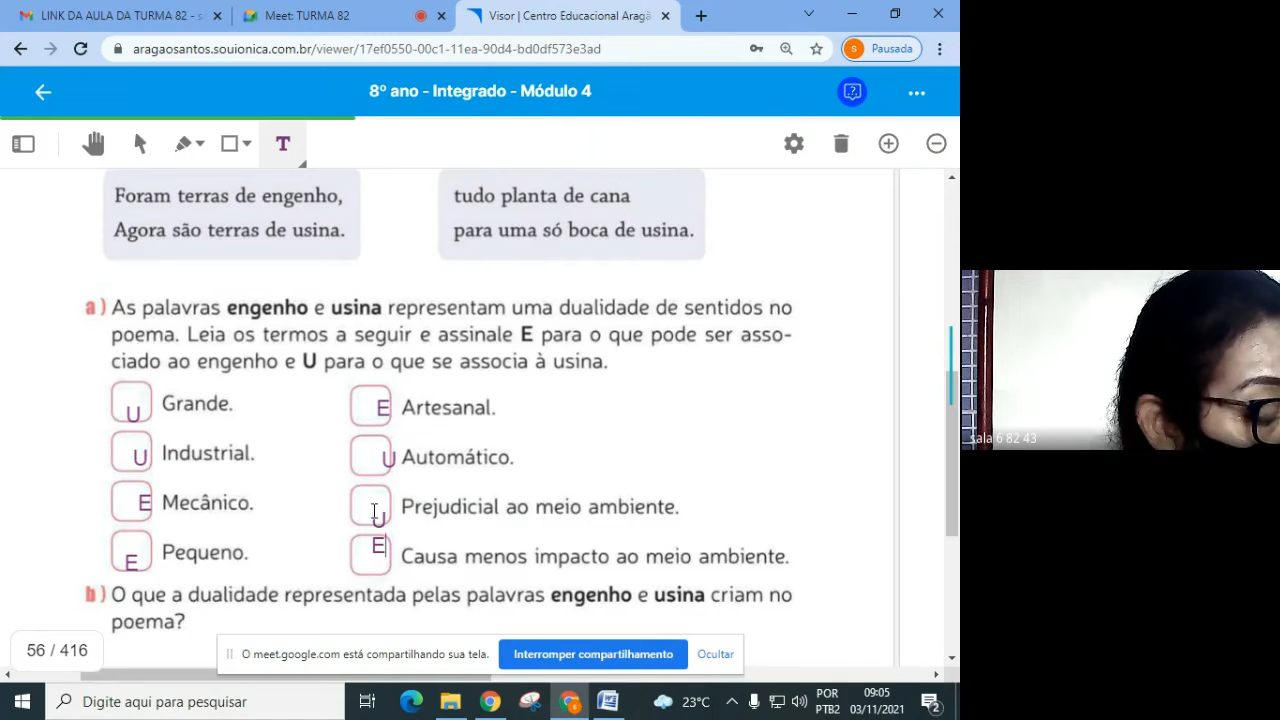 LINK DA AULA DA TURMA 82 - s
Meet: TURMA 82
Visor | Centro Educacional Aragã
aragaosantos.souionica.com.br/viewer/17ef0550-00c1-11ea-90d4-bd0df573e3ad
S Pausada
8º ano - Integrado - Módulo 4
T
Foram terras de engenho,
Agora são terras de usina.
tudo planta de cana
para uma só boca de usina.
a) As palavras engenho e usina representam uma dualidade de sentidos no
poema. Leia os termos a seguir e assinale E para o que pode ser asso-
ciado ao engenho e U para o que se associa à usina.
U Grande.
E Artesanal.
U Industrial.
U Automático.
E Mecânico.
U Prejudicial ao meio ambiente.
E Pequeno.
E Causa menos impacto ao meio ambiente.
b) O que a dualidade representada pelas palavras engenho e usina criam no
poema?
56 / 416
O meet.google.com está compartilhando sua tela.
Interromper compartilhamento
Ocultar
sala 6 82 43
Digite aqui para pesquisar
23°C
POR
PTB2
09:05
03/11/2021
2